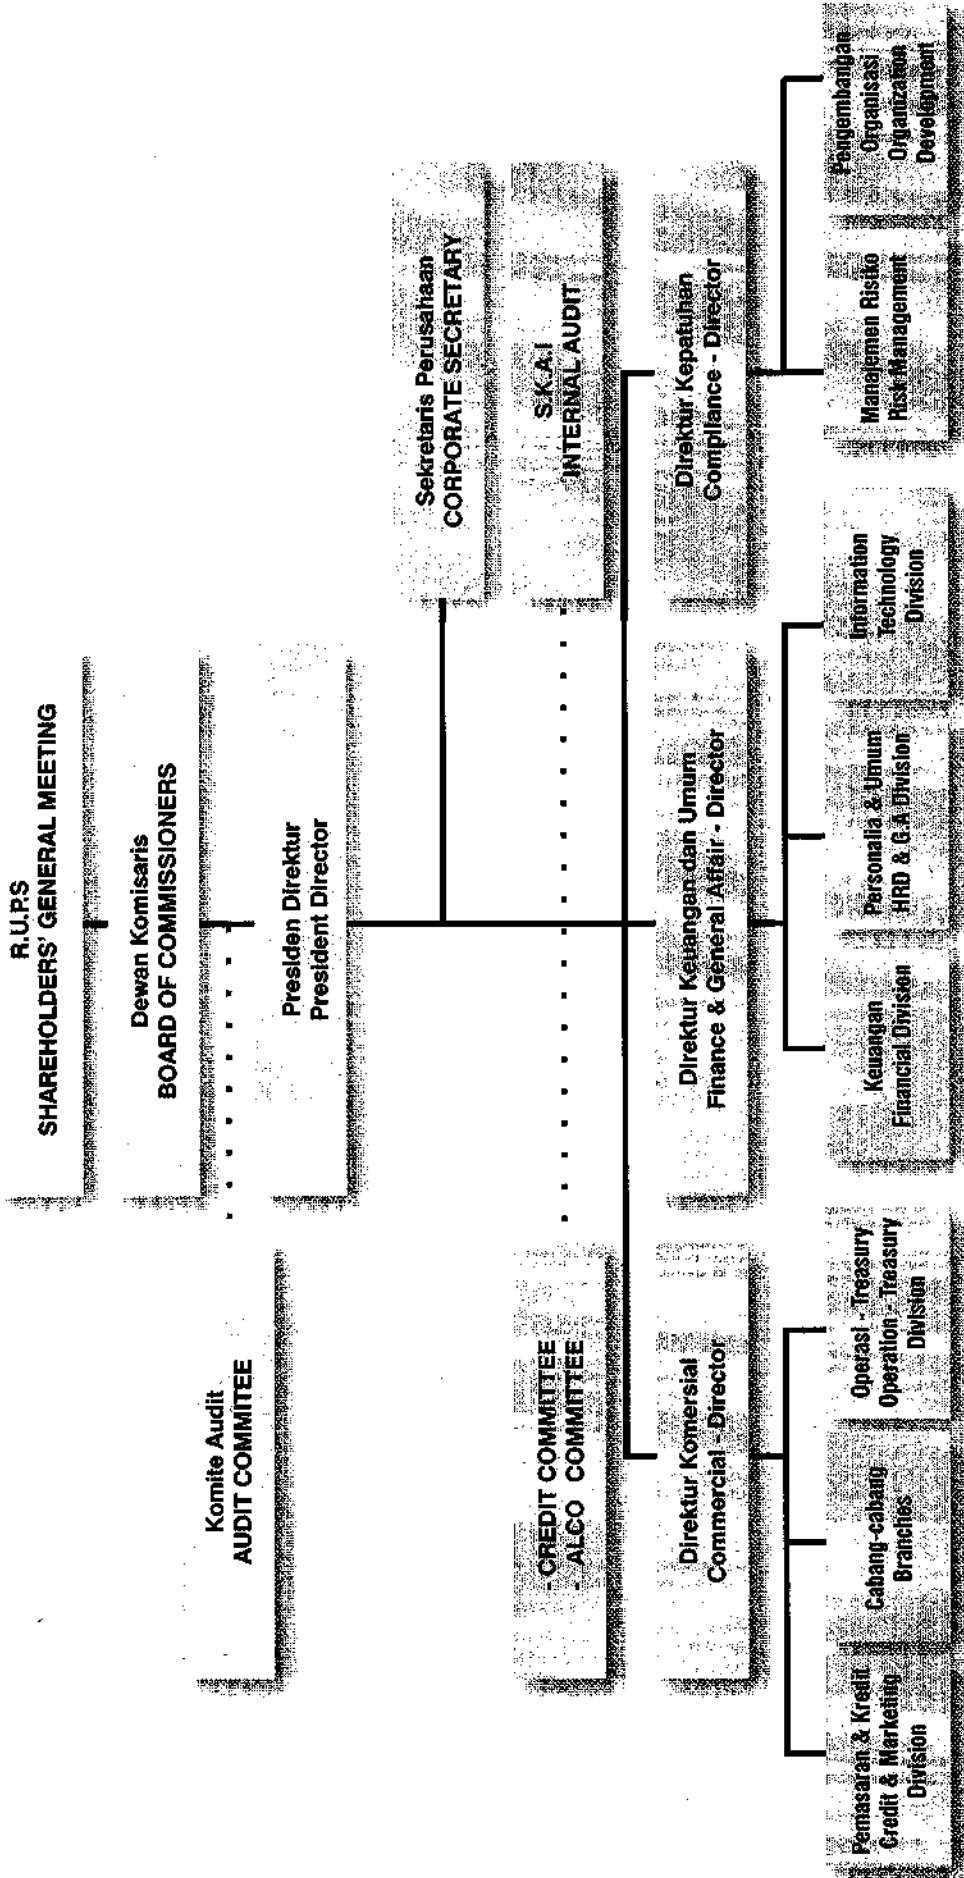 R.U.P.S
SHAREHOLDERS' GENERAL MEETING
Dewan Komisaris
BOARD OF COMMISSIONERS
Komite Audit
AUDIT COMMITEE
Presiden Direktur
President Director
Sekretaris Perusahaan
CORPORATE SECRETARY
- CREDIT COMMITTEE
- ALCO COMMITTEE
S.K.A.I
INTERNAL AUDIT
Direktur Komersial
Commercial - Director
Direktur Keuangan dan Umum
Finance & General Affair - Director
Direktur Kepatuhan
Compliance - Director
Pemasaran & Kredit
Credit & Marketing
Division
Cabang-cabang
Branches
Operasi - Treasury
Operation - Treasury
Division
Keuangan
Financial Division
Personalia & Umum
HRD & G.A Division
Information
Technology
Division
Manajemen Risiko
Risk Management
Pengembangan
Organisasi
Organization
Development